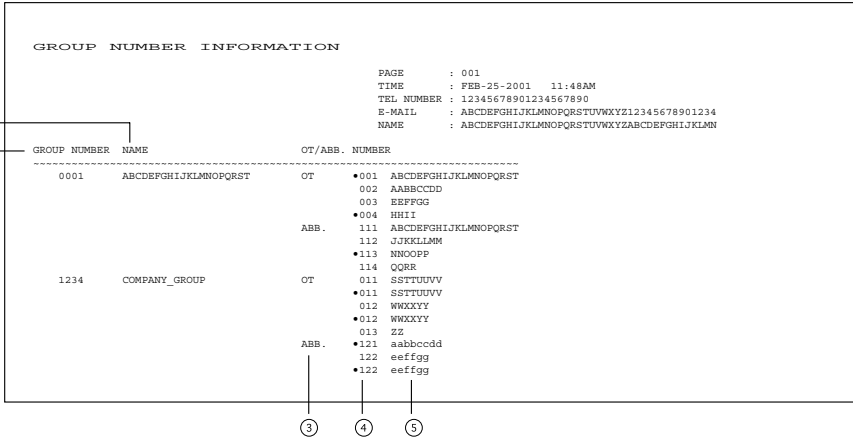 GROUP NUMBER INFORMATION
PAGE : 001
TIME : FEB-25-2001 11:48AM
TEL NUMBER : 12345678901234567890
E-MAIL : ABCDEFGHIJKLMNOPQRSTUVWXYZ12345678901234
NAME : ABCDEFGHIJKLMNOPQRSTUVWXYZABCDEFGHIJKLMN
GROUP NUMBER NAME OT/ABB. NUMBER
~~~~~~~~~~~~~~~~~~~~~~~~~~~~~~~~~~~~~~~~~~~~~~~~~~~~~~~~~~~~~~~~~~~~~~~~~~~
0001 ABCDEFGHIJKLMNOPQRST OT •001 ABCDEFGHIJKLMNOPQRST
002 AABBCCDD
003 EEFFGG
•004 HHII
ABB. 111 ABCDEFGHIJKLMNOPQRST
112 JJKKLLMM
•113 NNOOPP
114 QQRR
1234 COMPANY_GROUP OT 011 SSTTUUVV
•011 SSTTUUVV
012 WWXXYY
•012 WWXXYY
013 ZZ
ABB. •121 aabbccdd
122 eeffgg
•122 eeffgg
③ ④ ⑤